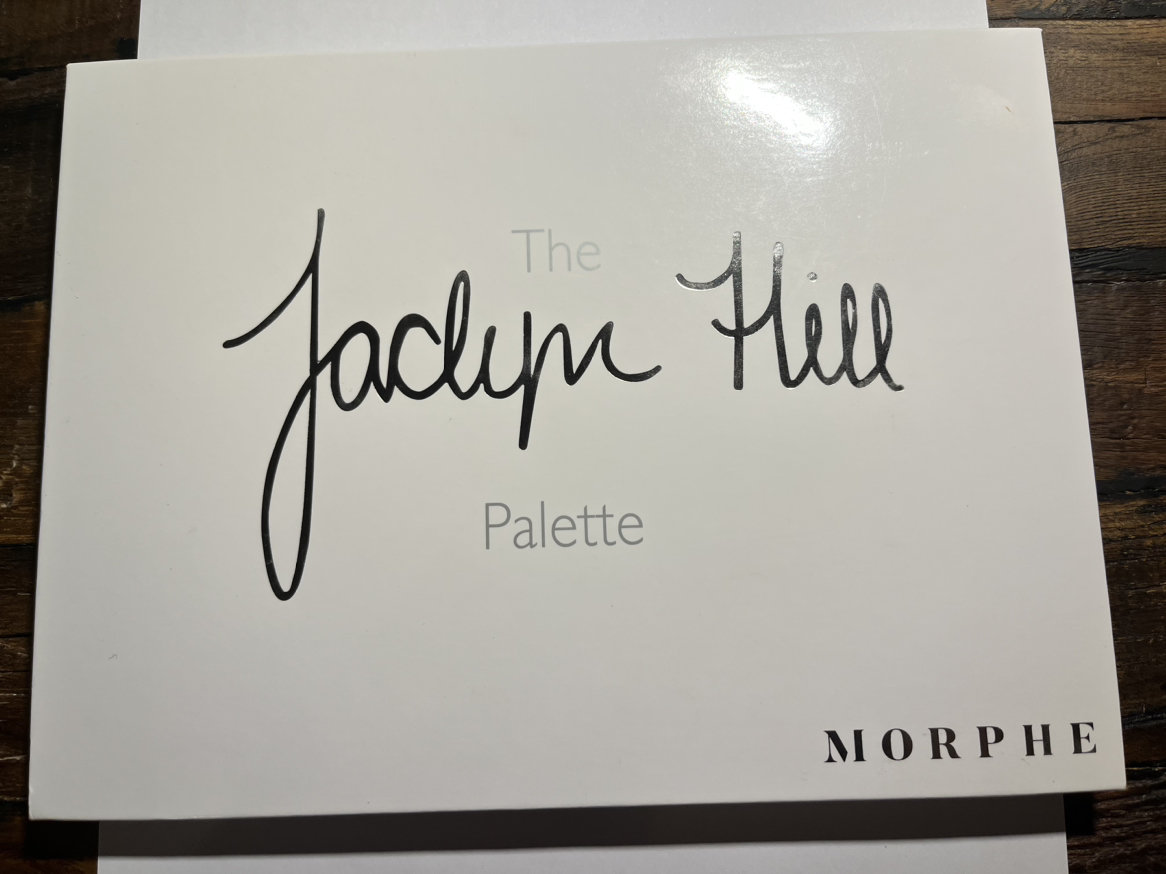 The
Jaclyn Hill
Palette
MORPHE